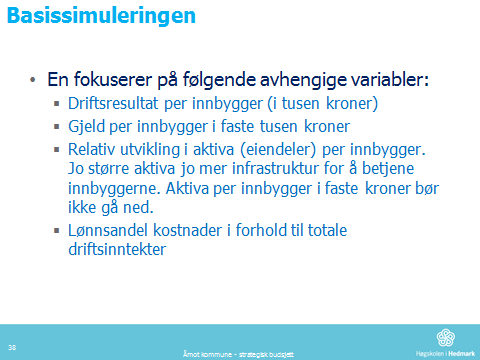 Basissimuleringen
• En fokuserer på følgende avhengige variabler:
▪ Driftsresultat per innbygger (i tusen kroner)
▪ Gjeld per innbygger i faste tusen kroner
▪ Relativ utvikling i aktiva (eiendeler) per innbygger.
Jo større aktiva jo mer infrastruktur for å betjene
innbyggerne. Aktiva per innbygger i faste kroner bør
ikke gå ned.
▪ Lønnsandel kostnader i forhold til totale
driftsinntekter
38
Åmot kommune - strategisk budsjett
Høgskolen i Hedmark